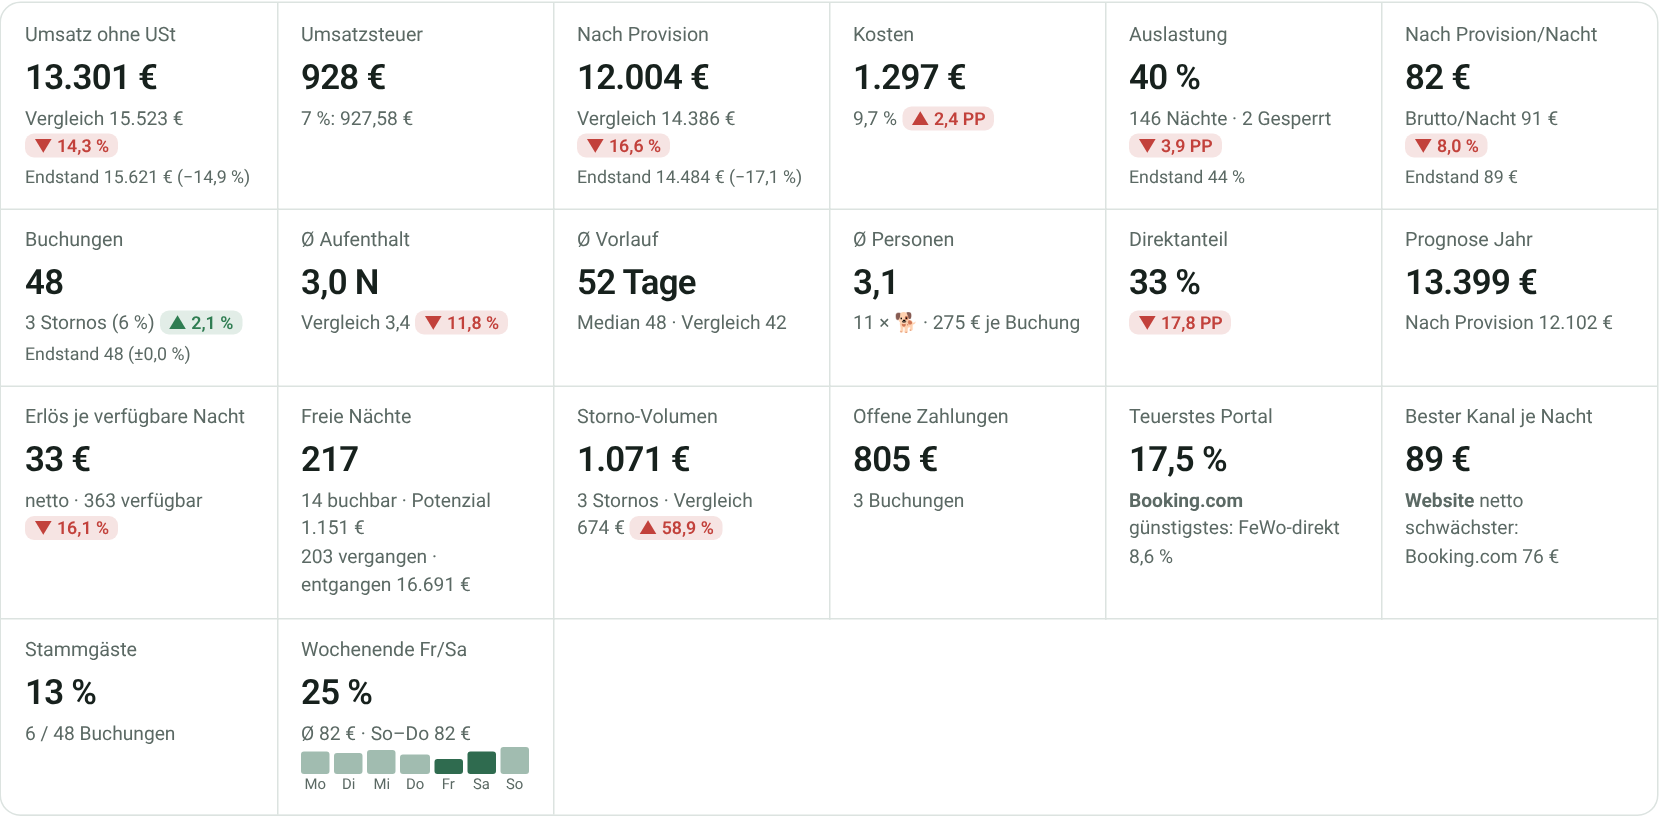 Umsatz ohne USt
13.301 €
Vergleich 15.523 €
▼ 14,3 %
Endstand 15.621 € (−14,9 %)
Umsatzsteuer
928 €
7 %: 927,58 €
Nach Provision
12.004 €
Vergleich 14.386 €
▼ 16,6 %
Endstand 14.484 € (−17,1 %)
Kosten
1.297 €
9,7 % ▲ 2,4 PP
Auslastung
40 %
146 Nächte · 2 Gesperrt
▼ 3,9 PP
Endstand 44 %
Nach Provision/Nacht
82 €
Brutto/Nacht 91 €
▼ 8,0 %
Endstand 89 €
Buchungen
48
3 Stornos (6 %) ▲ 2,1 %
Endstand 48 (±0,0 %)
Ø Aufenthalt
3,0 N
Vergleich 3,4 ▼ 11,8 %
Ø Vorlauf
52 Tage
Median 48 · Vergleich 42
Ø Personen
3,1
11 × 🐕 · 275 € je Buchung
Direktanteil
33 %
▼ 17,8 PP
Prognose Jahr
13.399 €
Nach Provision 12.102 €
Erlös je verfügbare Nacht
33 €
netto · 363 verfügbar
▼ 16,1 %
Freie Nächte
217
14 buchbar · Potenzial
1.151 €
203 vergangen ·
entgangen 16.691 €
Storno-Volumen
1.071 €
3 Stornos · Vergleich
674 € ▲ 58,9 %
Offene Zahlungen
805 €
3 Buchungen
Teuerstes Portal
17,5 %
Booking.com
günstigstes: FeWo-direkt
8,6 %
Bester Kanal je Nacht
89 €
Website netto
schwächster:
Booking.com 76 €
Stammgäste
13 %
6 / 48 Buchungen
Wochenende Fr/Sa
25 %
Ø 82 € · So–Do 82 €
Mo Di Mi Do Fr Sa So